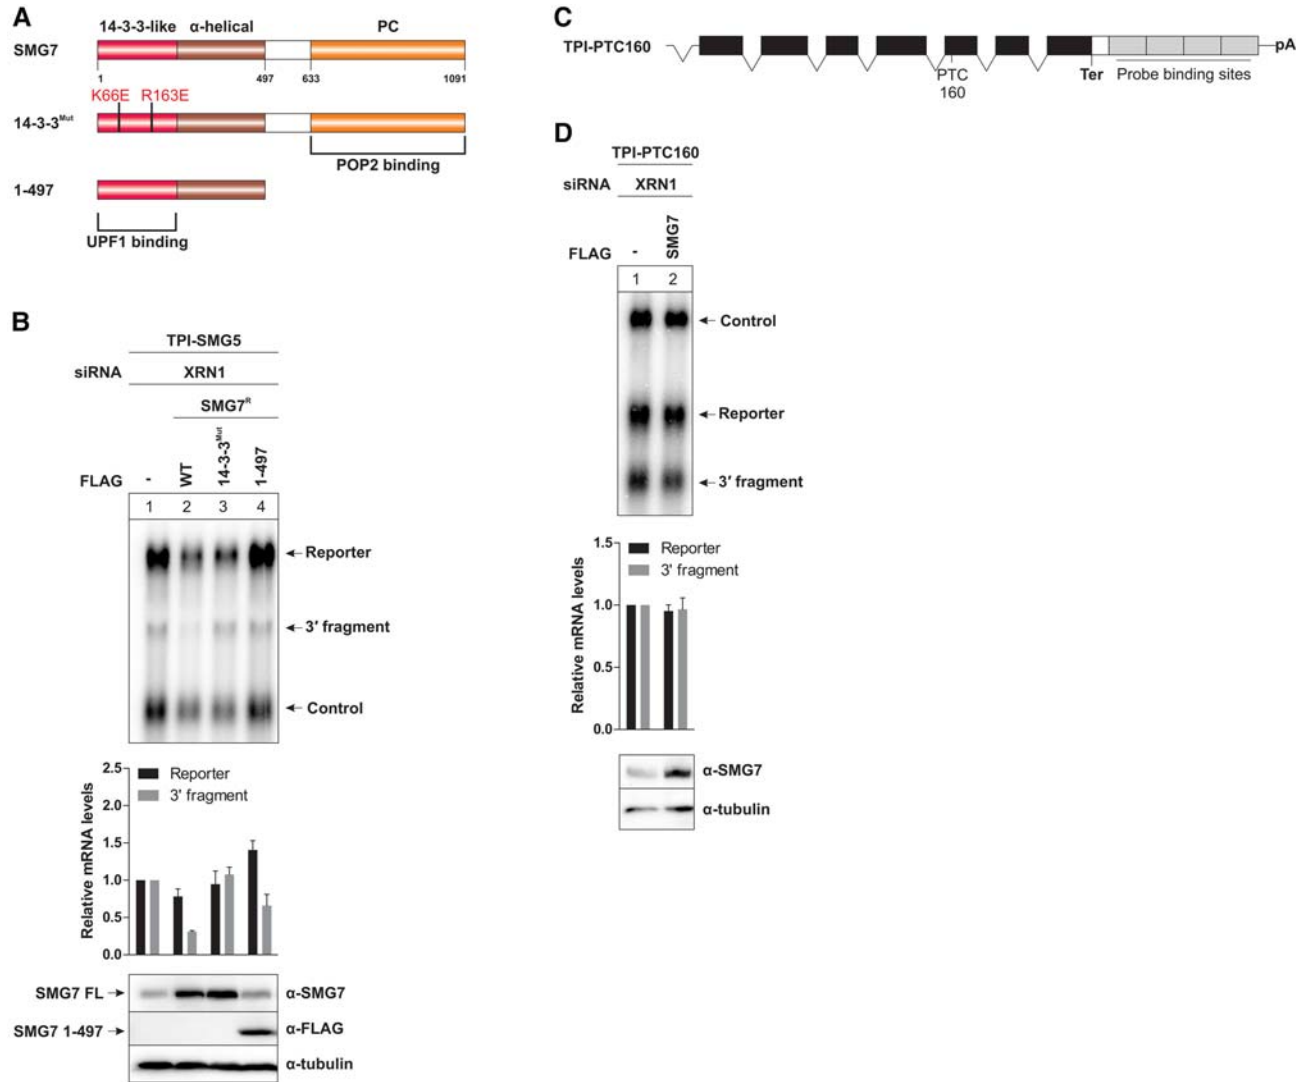 A
14-3-3-like α-helical PC
SMG7
1 497 633 1091
K66E R163E
14-3-3Mut
POP2 binding
1-497
UPF1 binding
B
TPI-SMG5
siRNA XRN1
SMG7R
FLAG - WT 14-3-3Mut 1-497
1 2 3 4
Reporter
3' fragment
Control
2.5
2.0
1.5
1.0
0.5
0.0
Relative mRNA levels
Reporter
3' fragment
SMG7 FL α-SMG7
SMG7 1-497 α-FLAG
α-tubulin
C
TPI-PTC160 pA
PTC
160
Ter Probe binding sites
D
TPI-PTC160
siRNA XRN1
FLAG - SMG7
1 2
Control
Reporter
3' fragment
1.5
1.0
0.5
0.0
Relative mRNA levels
Reporter
3' fragment
α-SMG7
α-tubulin